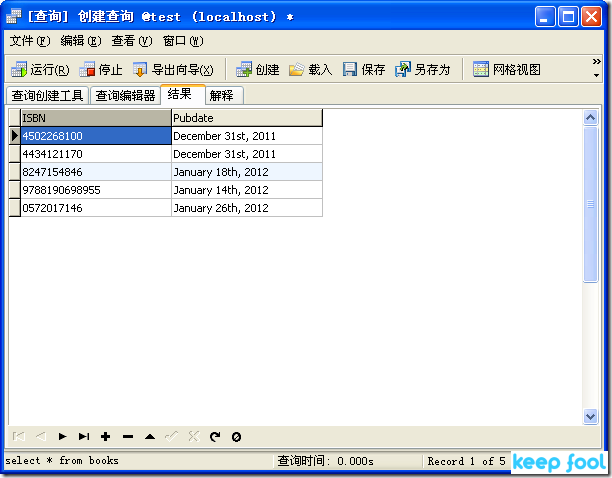 [查询] 创建查询 @test (localhost) *
文件(F) 编辑(E) 查看(V) 窗口(W)
运行(R) 停止 导出向导(X) 创建 载入 保存 另存为 网格视图
查询创建工具 查询编辑器 结果 解释
ISBN Pubdate
4502268100 December 31st, 2011
4434121170 December 31st, 2011
8247154846 January 18th, 2012
9788190698955 January 14th, 2012
0572017146 January 26th, 2012
select * from books 查询时间: 0.000s Record 1 of 5
keep fool